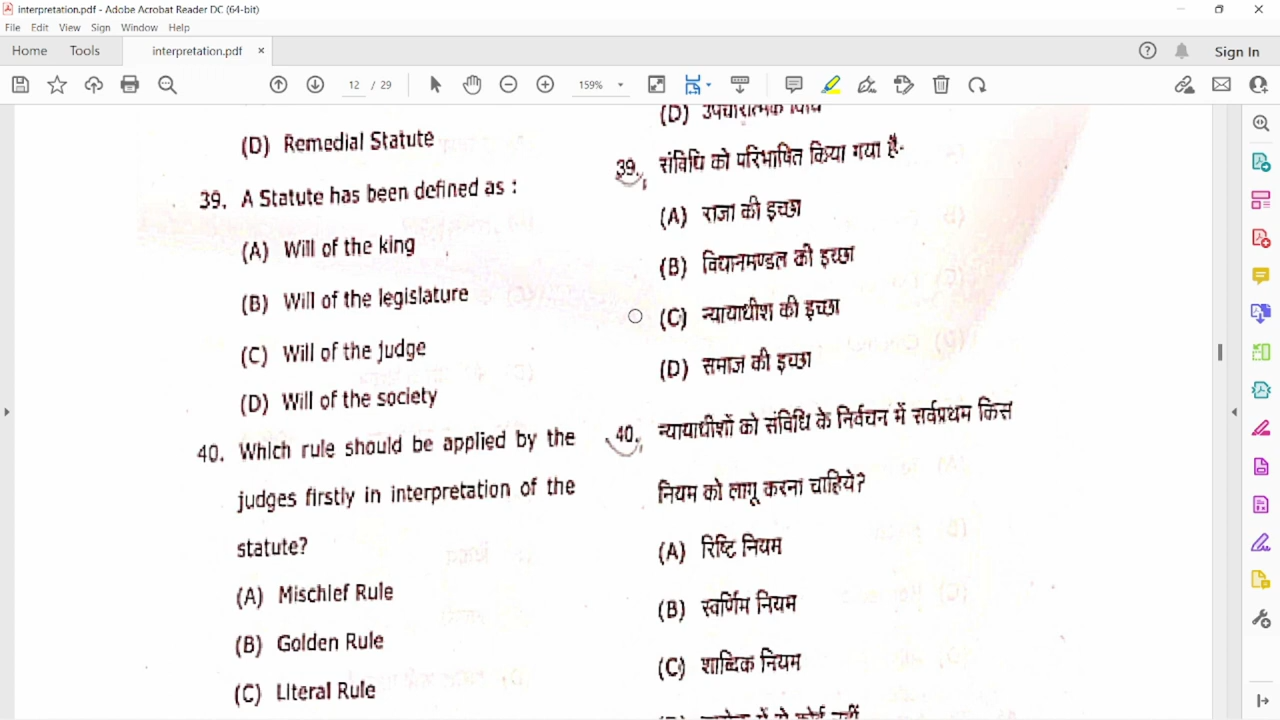 interpretation.pdf - Adobe Acrobat Reader DC (64-bit)
File Edit View Sign Window Help
Home Tools interpretation.pdf × Sign In
12 / 29 159%
(D) Remedial Statute
39. A Statute has been defined as :
(A) Will of the king
(B) Will of the legislature
(C) Will of the judge
(D) Will of the society
40. Which rule should be applied by the
judges firstly in interpretation of the
statute?
(A) Mischief Rule
(B) Golden Rule
(C) Literal Rule
(D) उपचारात्मक
39. संविधि को परिभाषित किया गया है-
(A) राजा की इच्छा
(B) विधानमण्डल की इच्छा
(C) न्यायाधीश की इच्छा
(D) समाज की इच्छा
40. न्यायाधीशों को संविधि के निर्वचन में सर्वप्रथम किस
नियम को लागू करना चाहिये?
(A) रिष्टि नियम
(B) स्वर्णिम नियम
(C) शाब्दिक नियम
में से कोई नहीं